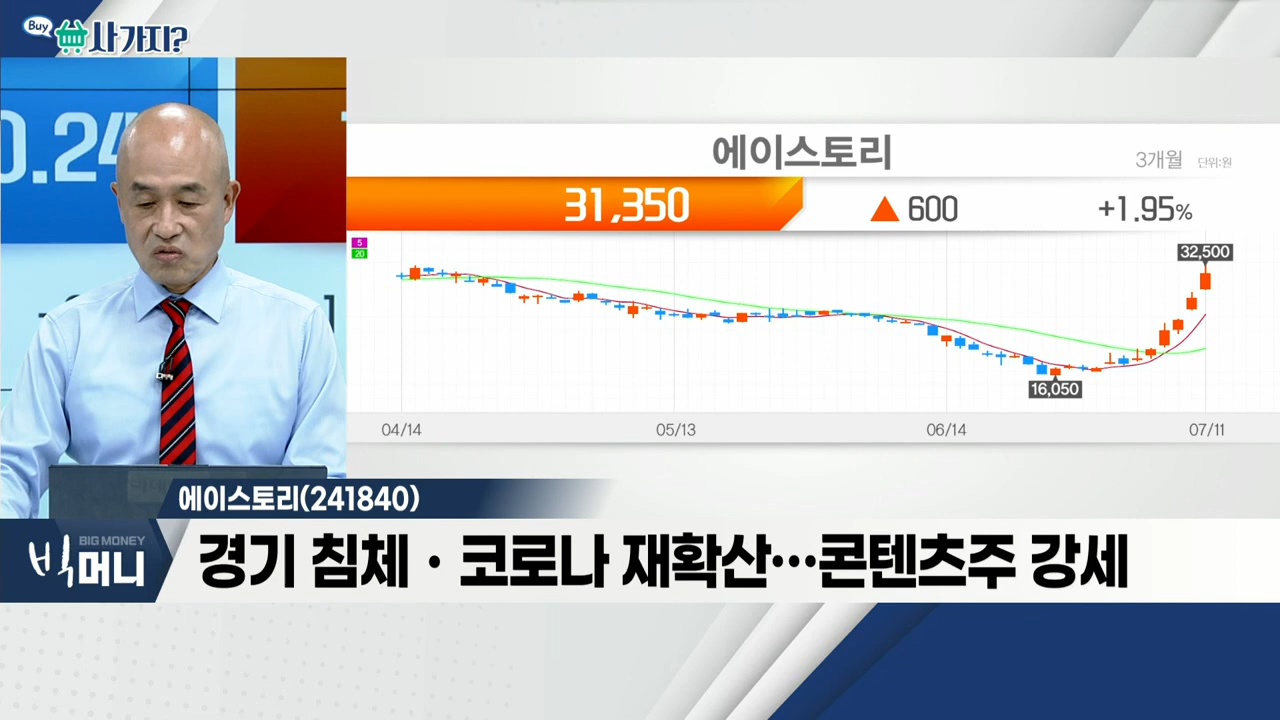 Buy
사가지?
0.24
에이스토리
3개월 단위:원
31,350 ▲ 600 +1.95%
5
20
32,500
16,050
04/14 05/13 06/14 07/11
에이스토리(241840)
BIG MONEY
빅머니
경기 침체·코로나 재확산…콘텐츠주 강세